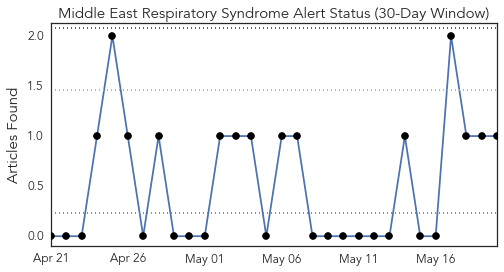 Middle East Respiratory Syndrome Alert Status (30-Day Window)
Articles Found
2.0
1.5
1.0
0.5
0.0
Apr 21 Apr 26 May 01 May 06 May 11 May 16